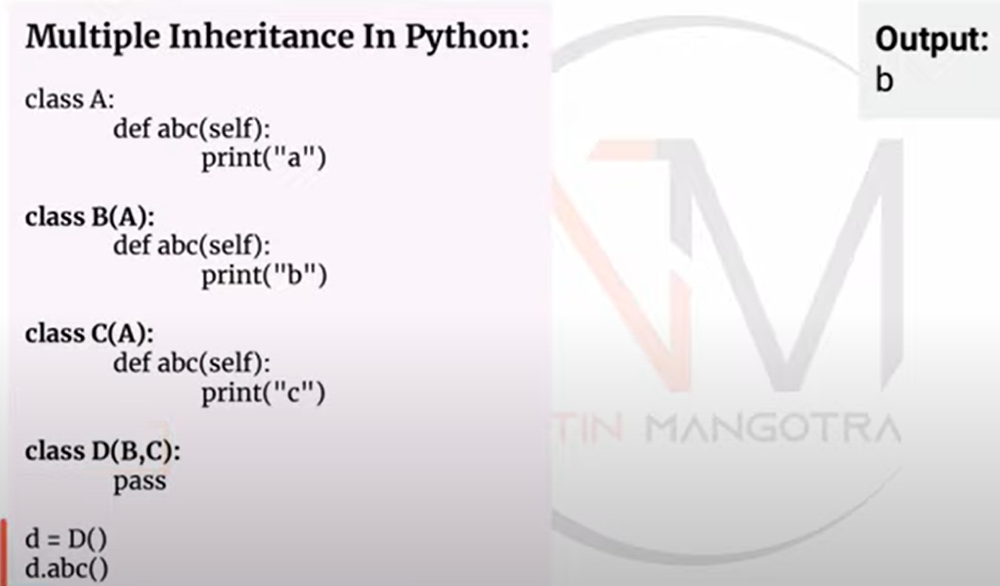 Multiple Inheritance In Python:
class A:
def abc(self):
print("a")
class B(A):
def abc(self):
print("b")
class C(A):
def abc(self):
print("c")
class D(B,C):
pass
d = D()
d.abc()
Output:
b
TIN MANGOTRA